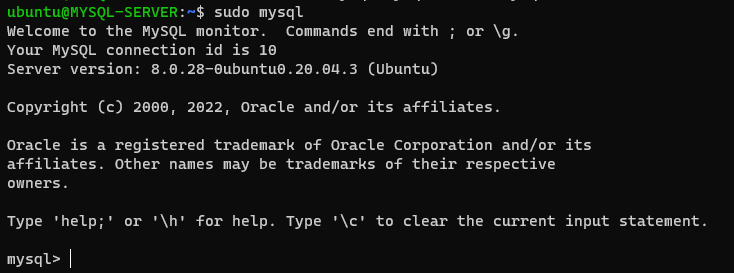 ubuntu@MYSQL-SERVER:~$ sudo mysql
Welcome to the MySQL monitor.  Commands end with ; or \g.
Your MySQL connection id is 10
Server version: 8.0.28-0ubuntu0.20.04.3 (Ubuntu)
Copyright (c) 2000, 2022, Oracle and/or its affiliates.
Oracle is a registered trademark of Oracle Corporation and/or its
affiliates. Other names may be trademarks of their respective
owners.
Type 'help;' or '\h' for help. Type '\c' to clear the current input statement.
mysql>